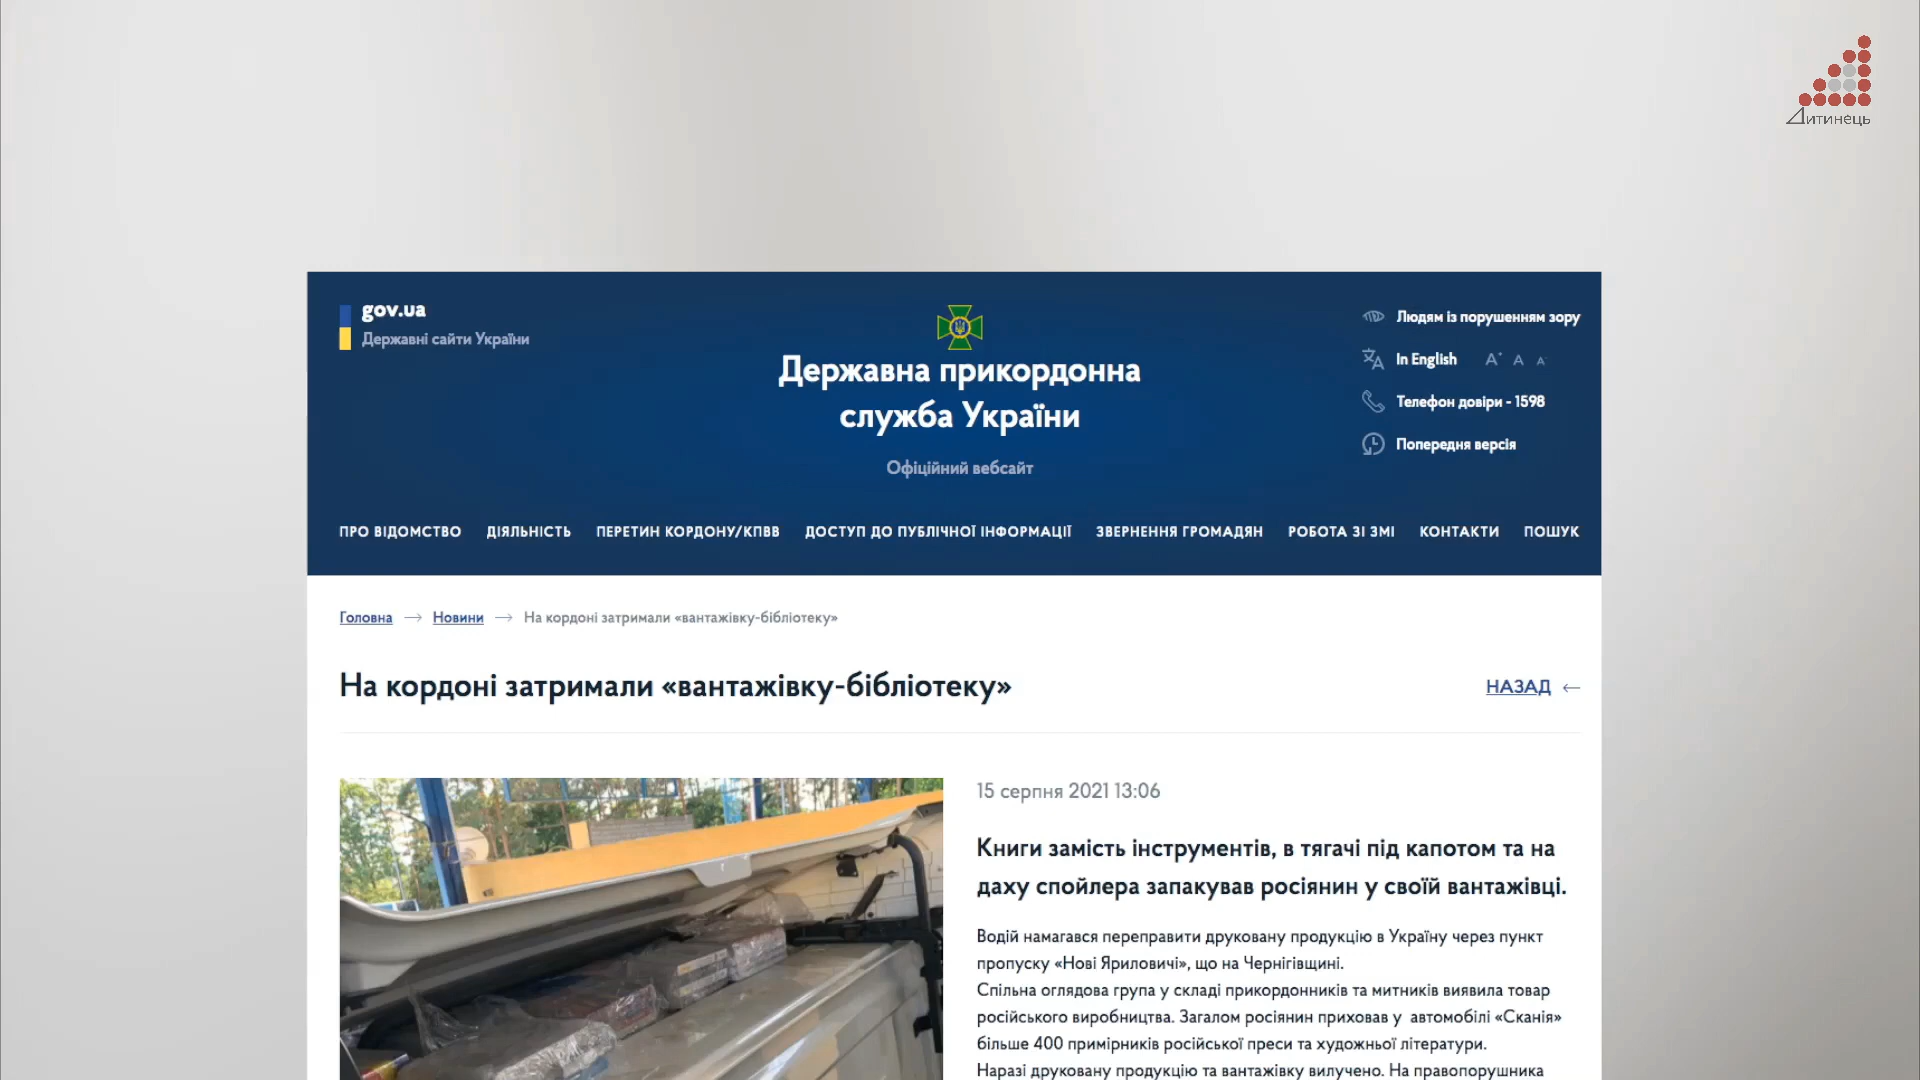 Дитинець
gov.ua
Державні сайти України
Державна прикордонна
служба України
Офіційний вебсайт
Людям із порушенням зору
In English A+ A A-
Телефон довіри - 1598
Попередня версія
ПРО ВІДОМСТВО ДІЯЛЬНІСТЬ ПЕРЕТИН КОРДОНУ/КПВВ ДОСТУП ДО ПУБЛІЧНОЇ ІНФОРМАЦІЇ ЗВЕРНЕННЯ ГРОМАДЯН РОБОТА ЗІ ЗМІ КОНТАКТИ ПОШУК
Головна → Новини → На кордоні затримали «вантажівку-бібліотеку»
На кордоні затримали «вантажівку-бібліотеку»
НАЗАД ←
15 серпня 2021 13:06
Книги замість інструментів, в тягачі під капотом та на
даху спойлера запакував росіянин у своїй вантажівці.
Водій намагався переправити друковану продукцію в Україну через пункт
пропуску «Нові Яриловичі», що на Чернігівщині.
Спільна оглядова група у складі прикордонників та митників виявила товар
російського виробництва. Загалом росіянин приховав у автомобілі «Сканія»
більше 400 примірників російської преси та художньої літератури.
Наразі друковану продукцію та вантажівку вилучено. На правопорушника